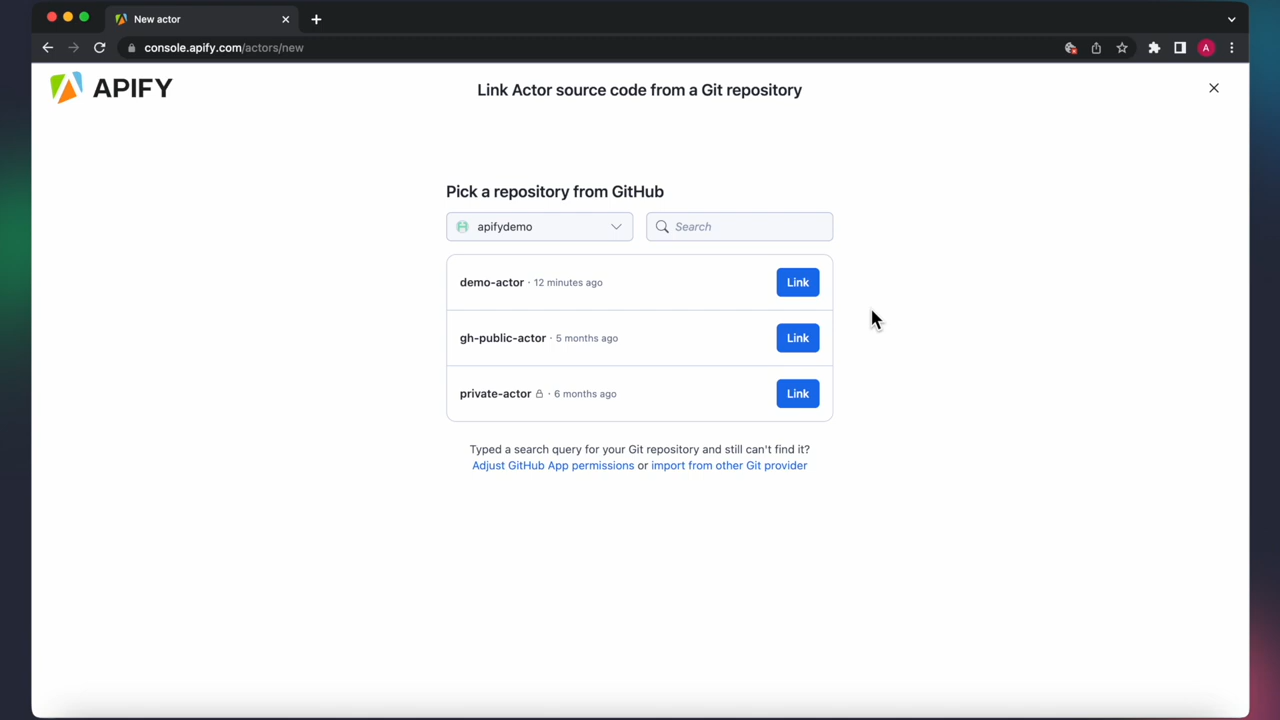 New actor
console.apify.com/actors/new
A
APIFY
Link Actor source code from a Git repository
Pick a repository from GitHub
apifydemo
Search
demo-actor · 12 minutes ago
Link
gh-public-actor · 5 months ago
Link
private-actor · 6 months ago
Link
Typed a search query for your Git repository and still can't find it?
Adjust GitHub App permissions or import from other Git provider